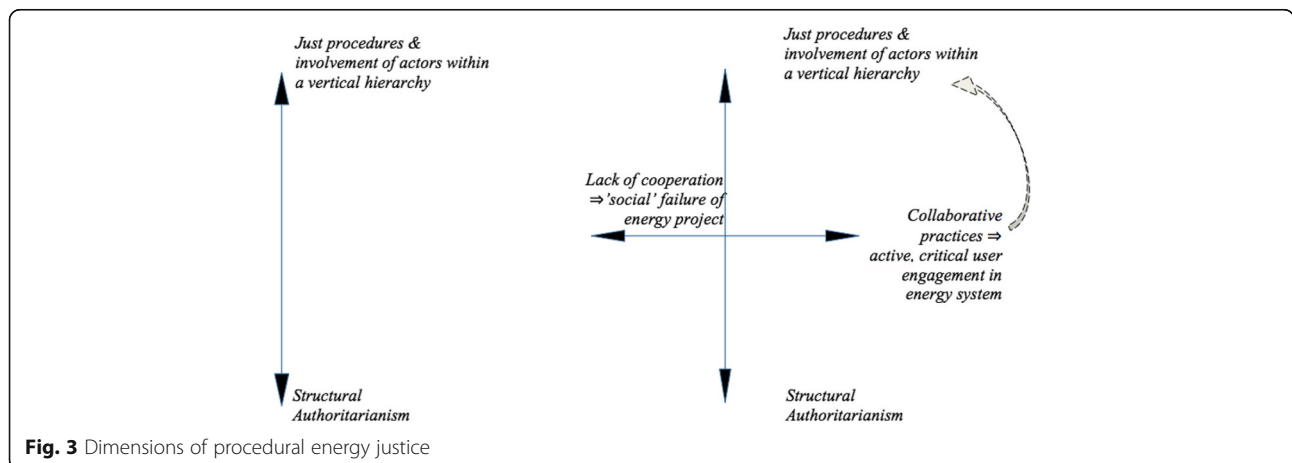 Just procedures &
involvement of actors within
a vertical hierarchy
Structural
Authoritarianism
Just procedures &
involvement of actors within
a vertical hierarchy
Lack of cooperation
⇒'social' failure of
energy project
Collaborative
practices ⇒
active, critical user
engagement in
energy system
Structural
Authoritarianism
Fig. 3 Dimensions of procedural energy justice